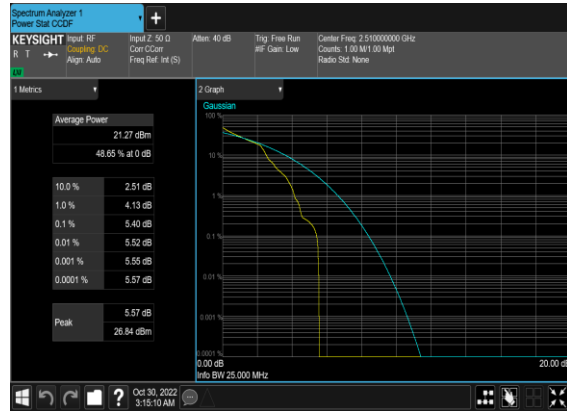 Spectrum Analyzer 1
Power Stat CCDF
+
KEYSIGHT
R T
LXI
Input: RF
Coupling: DC
Align: Auto
Input Z: 50 Ω
Corr CCorr
Freq Ref: Int (S)
Atten: 40 dB
Trig: Free Run
#IF Gain: Low
Center Freq: 2.510000000 GHz
Counts: 1.00 M/1.00 Mpt
Radio Std: None
1 Metrics
2 Graph
Average Power
21.27 dBm
48.65 % at 0 dB
10.0 % 2.51 dB
1.0 % 4.13 dB
0.1 % 5.40 dB
0.01 % 5.52 dB
0.001 % 5.55 dB
0.0001 % 5.57 dB
Peak 5.57 dB
26.84 dBm
Gaussian
100 %
10 %
1 %
0.1 %
0.01 %
0.001 %
0.0001 %
0.00 dB
20.00 dB
Info BW 25.000 MHz
?
Oct 30, 2022
3:15:10 AM